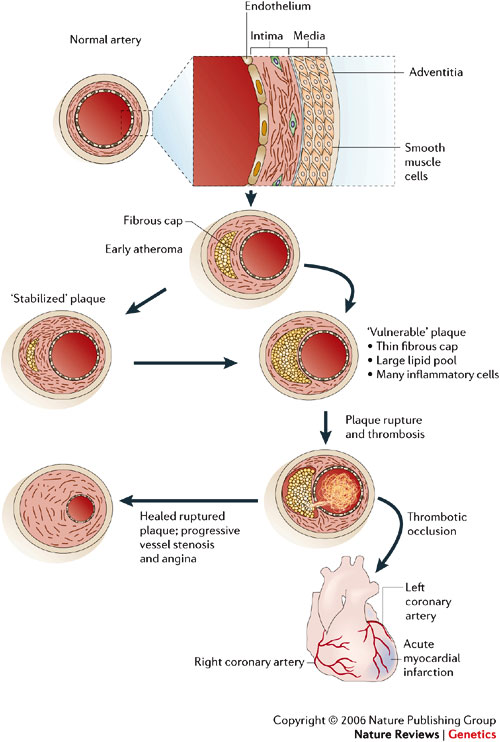 Endothelium
Normal artery
Intima
Media
Adventitia
Smooth
muscle
cells
Fibrous cap
Early atheroma
'Stabilized' plaque
'Vulnerable' plaque
• Thin fibrous cap
• Large lipid pool
• Many inflammatory cells
Plaque rupture
and thrombosis
Healed ruptured
plaque; progressive
vessel stenosis
and angina
Thrombotic
occlusion
Left
coronary
artery
Acute
myocardial
infarction
Right coronary artery
Copyright © 2006 Nature Publishing Group
Nature Reviews | Genetics